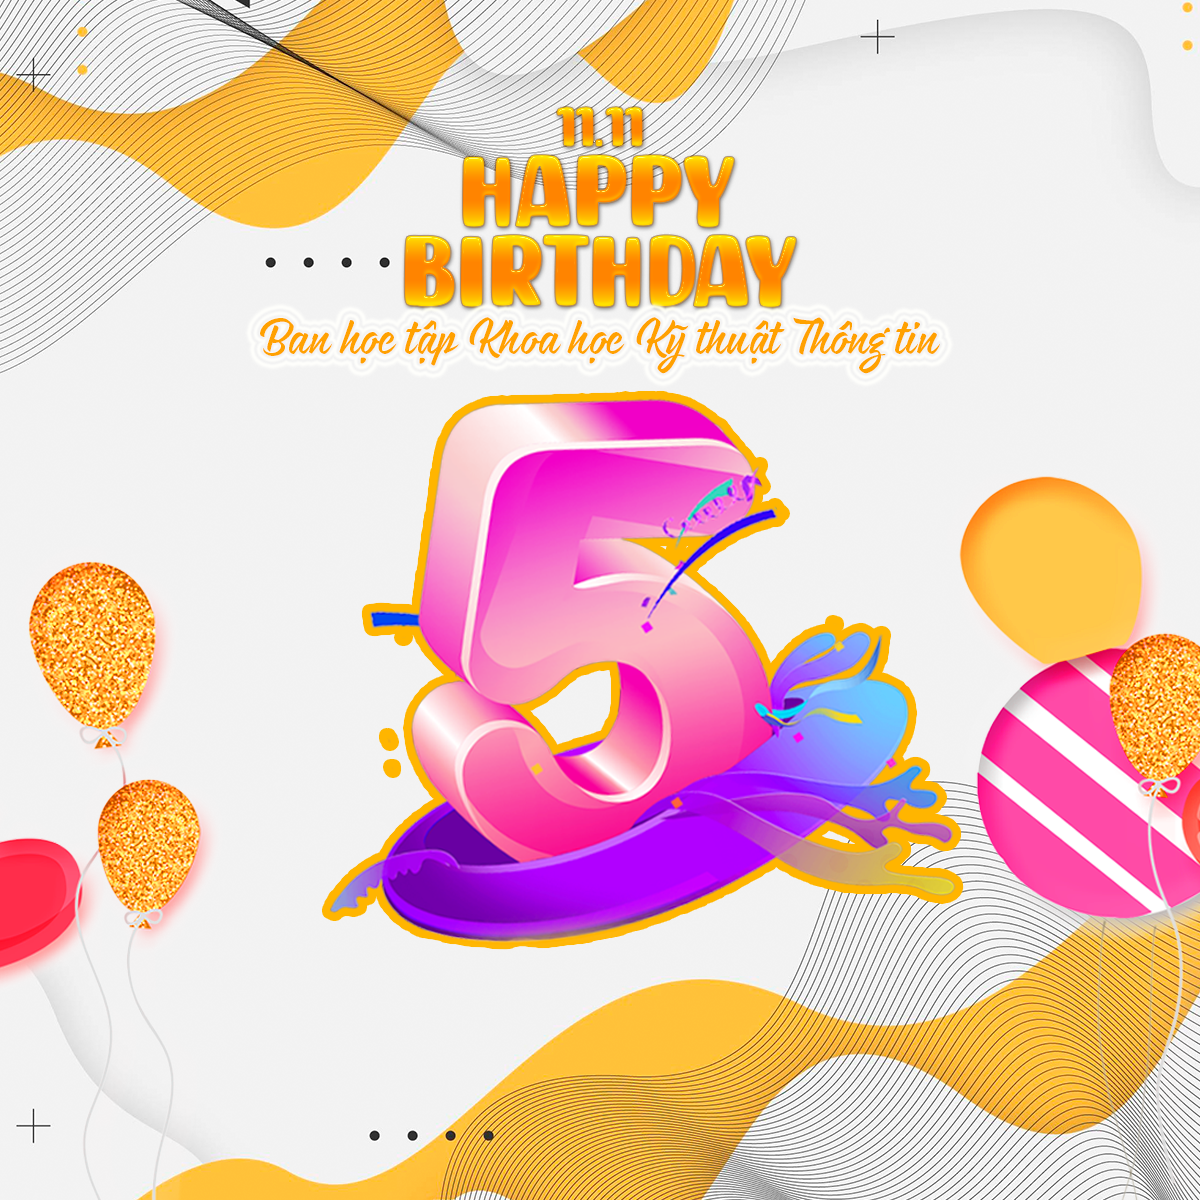 11.11
HAPPY
BIRTHDAY
Ban học tập Khoa học Kỹ thuật Thông tin
5